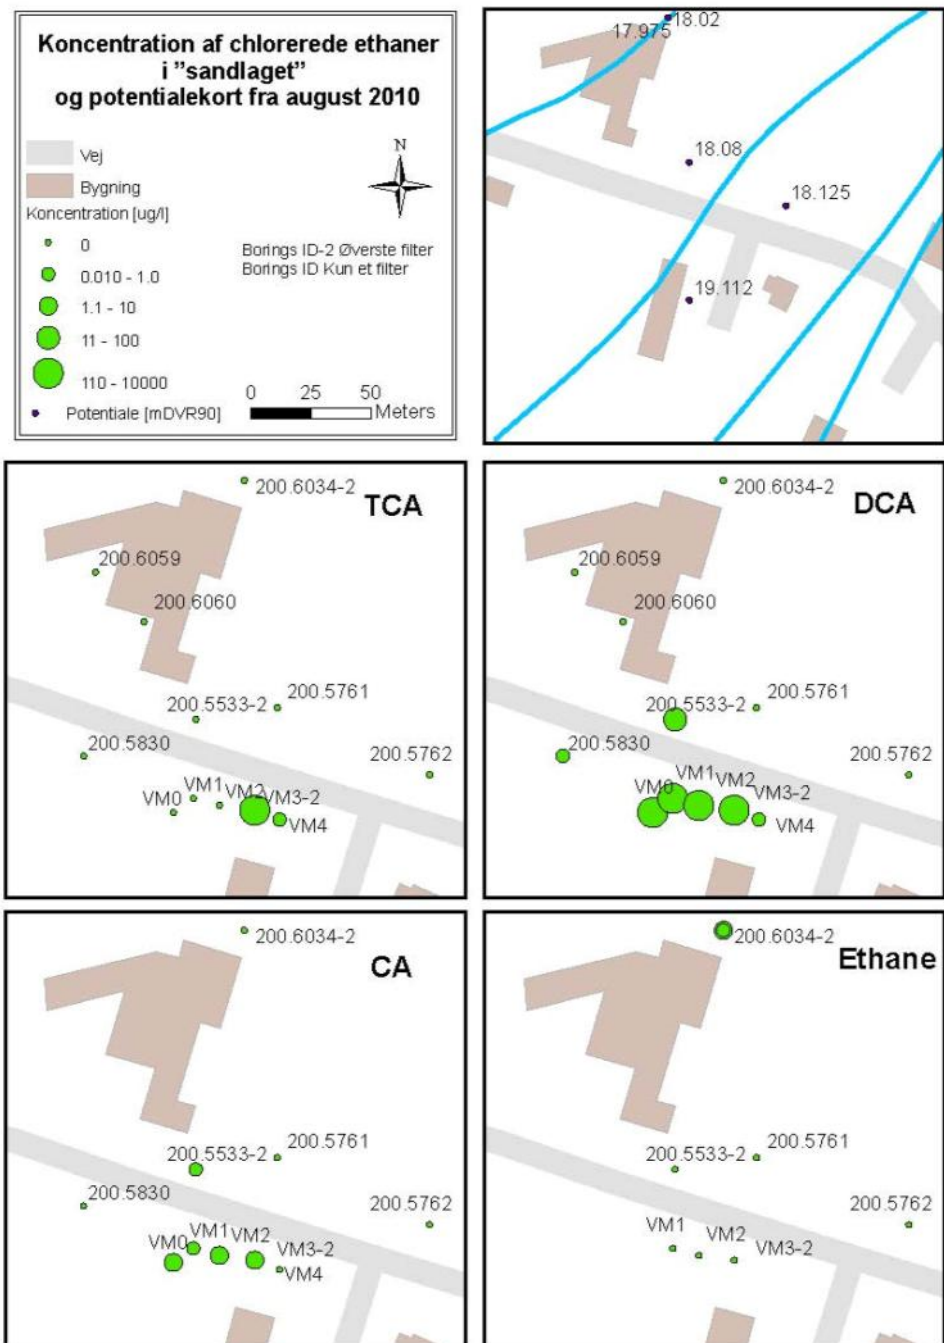 Koncentration af chlorerede ethaner
i "sandlaget"
og potentialekort fra august 2010
N
Vej
Bygning
Koncentration [ug/l]
0
0.010 - 1.0
1.1 - 10
11 - 100
110 - 10000
Potentiale [mDVR90]
Borings ID-2 Øverste filter
Borings ID Kun et filter
0 25 50
Meters
18.02
17.975
18.08
18.125
19.112
TCA
200.6034-2
200.6059
200.6060
200.5761
200.5533-2
200.5830
200.5762
VM1
VM2
VM0
VM3-2
VM4
DCA
200.6034-2
200.6059
200.6060
200.5761
200.5533-2
200.5830
200.5762
VM1
VM2
VM0
VM3-2
VM4
CA
200.6034-2
200.5761
200.5533-2
200.5830
200.5762
VM1
VM2
VM0
VM3-2
VM4
Ethane
200.6034-2
200.5761
200.5533-2
200.5762
VM1
VM2
VM3-2